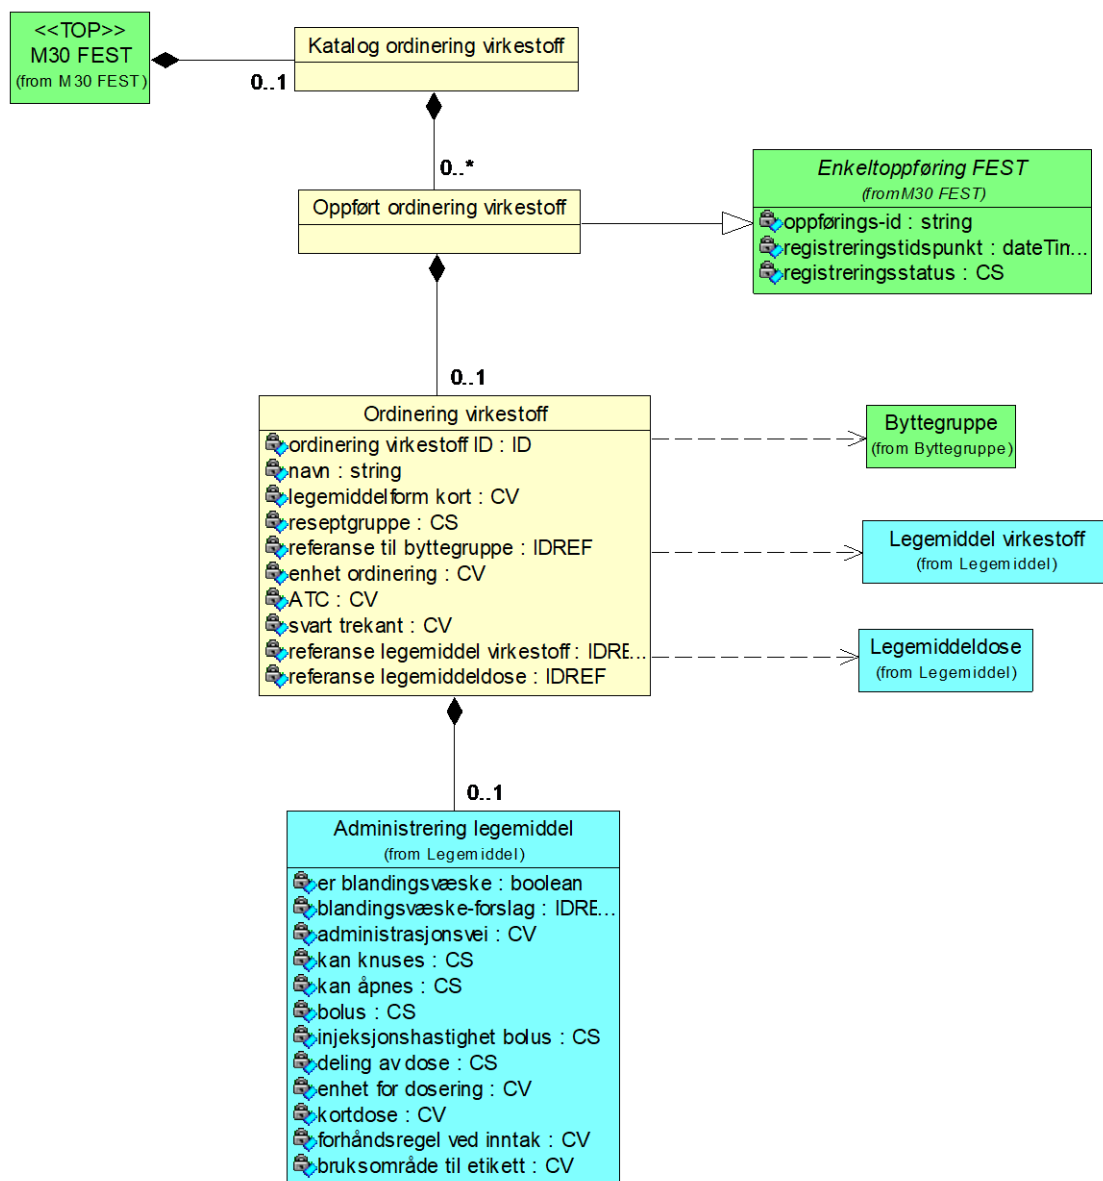 <<TOP>>
M30 FEST
(from M30 FEST)
0..1
Katalog ordinering virkestoff
0..*
Oppført ordinering virkestoff
Enkeltoppføring FEST
(from M30 FEST)
oppførings-id : string
registreringstidspunkt : dateTim...
registreringsstatus : CS
0..1
Ordinering virkestoff
ordinering virkestoff ID : ID
navn : string
legemiddelform kort : CV
reseptgruppe : CS
referanse til byttegruppe : IDREF
enhet ordinering : CV
ATC : CV
svart trekant : CV
referanse legemiddel virkestoff : IDRE...
referanse legemiddeldose : IDREF
Byttegruppe
(from Byttegruppe)
Legemiddel virkestoff
(from Legemiddel)
Legemiddeldose
(from Legemiddel)
0..1
Administrering legemiddel
(from Legemiddel)
er blandingsvæske : boolean
blandingsvæske-forslag : IDRE...
administrasjonsvei : CV
kan knuses : CS
kan åpnes : CS
bolus : CS
injeksjonshastighet bolus : CS
deling av dose : CS
enhet for dosering : CV
kortdose : CV
forhåndsregel ved inntak : CV
bruksområde til etikett : CV